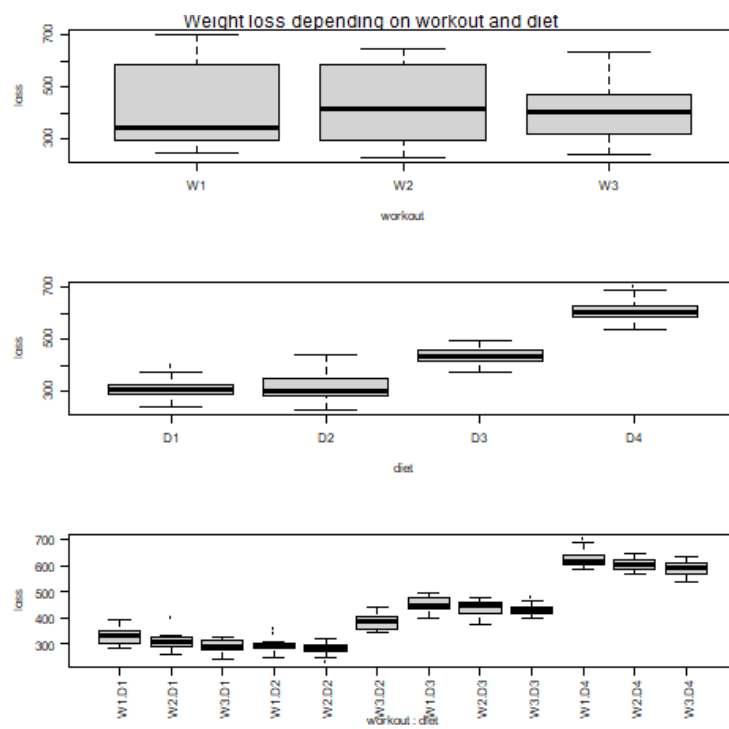 Weight loss depending on workout and diet
700
500
300
loss
W1 W2 W3
workout
700
500
300
loss
D1 D2 D3 D4
diet
700
600
500
400
300
loss
W1.D1 W2.D1 W3.D1 W1.D2 W2.D2 W3.D2 W1.D3 W2.D3 W3.D3 W1.D4 W2.D4 W3.D4
workout : diet